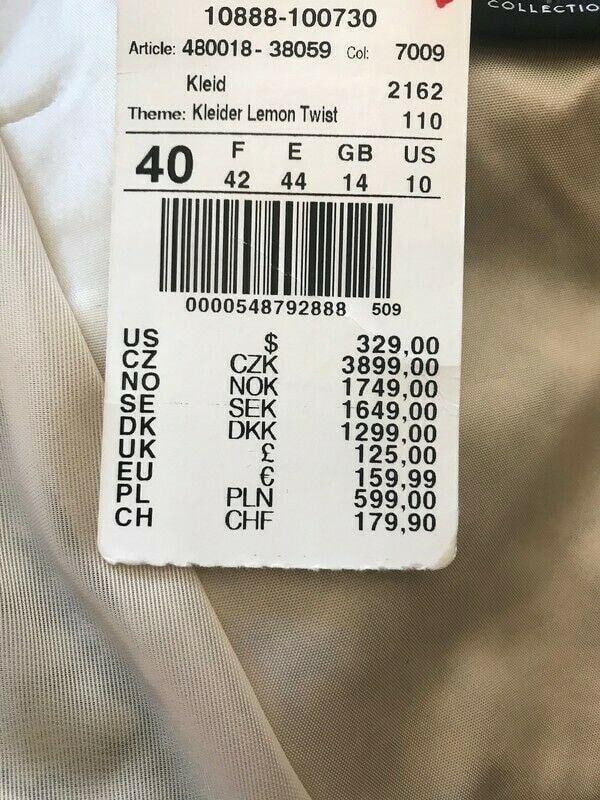 COLLECTIO
10888-100730
Article: 480018- 38059 Col: 7009
Kleid 2162
Theme: Kleider Lemon Twist 110
40 F E GB US
42 44 14 10
0000548792888 509
US $ 329,00
CZ CZK 3899,00
NO NOK 1749,00
SE SEK 1649,00
DK DKK 1299,00
UK £ 125,00
EU € 159,99
PL PLN 599,00
CH CHF 179,90